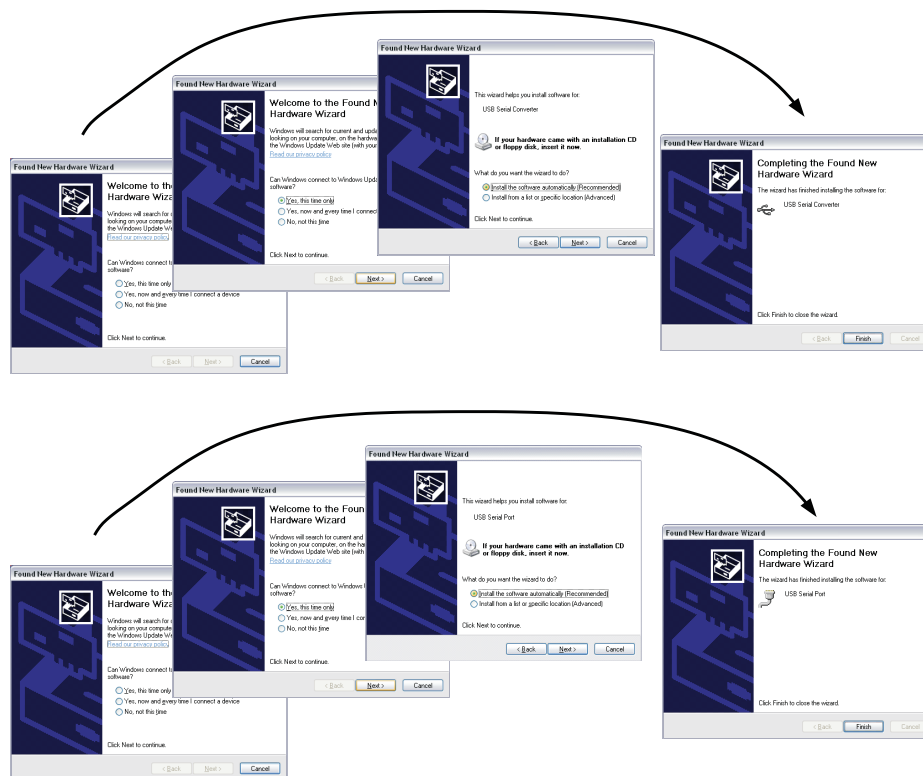 Found New Hardware Wizard
Welcome to th
Hardware Wiza
Windows will search for c
looking on your compute
the Windows Update We
Read our privacy policy
Can Windows connect t
software?
Yes, this time only
Yes, now and every time I connect a device
No, not this time
Click Next to continue.
< Back
Next >
Cancel
Found New Hardware Wizard
Welcome to the Found N
Hardware Wizard
Windows will search for current and upda
looking on your computer, on the hardwa
the Windows Update Web site (with your
Read our privacy policy
Can Windows connect to Windows Upda
software?
Yes, this time only
Yes, now and every time I connect
No, not this time
Click Next to continue.
< Back
Next >
Cancel
Found New Hardware Wizard
This wizard helps you install software for:
USB Serial Converter
If your hardware came with an installation CD
or floppy disk, insert it now.
What do you want the wizard to do?
Install the software automatically (Recommended)
Install from a list or specific location (Advanced)
Click Next to continue.
< Back
Next >
Cancel
Found New Hardware Wizard
Completing the Found New
Hardware Wizard
The wizard has finished installing the software for:
USB Serial Converter
Click Finish to close the wizard.
< Back
Finish
Cancel
Found New Hardware Wizard
Welcome to th
Hardware Wiza
Windows will search for c
looking on your compute
the Windows Update We
Read our privacy policy
Can Windows connect t
software?
Yes, this time only
Yes, now and every time I connect a device
No, not this time
Click Next to continue.
< Back
Next >
Cancel
Found New Hardware Wizard
Welcome to the Foun
Hardware Wizard
Windows will search for current and
looking on your computer, on the ha
the Windows Update Web site (with
Read our privacy policy
Can Windows connect to Windows
software?
Yes, this time only
Yes, now and every time I con
No, not this time
Click Next to continue.
< Back
Next >
Cancel
Found New Hardware Wizard
This wizard helps you install software for:
USB Serial Port
If your hardware came with an installation CD
or floppy disk, insert it now.
What do you want the wizard to do?
Install the software automatically (Recommended)
Install from a list or specific location (Advanced)
Click Next to continue.
< Back
Next >
Cancel
Found New Hardware Wizard
Completing the Found New
Hardware Wizard
The wizard has finished installing the software for:
USB Serial Port
Click Finish to close the wizard.
< Back
Finish
Cancel